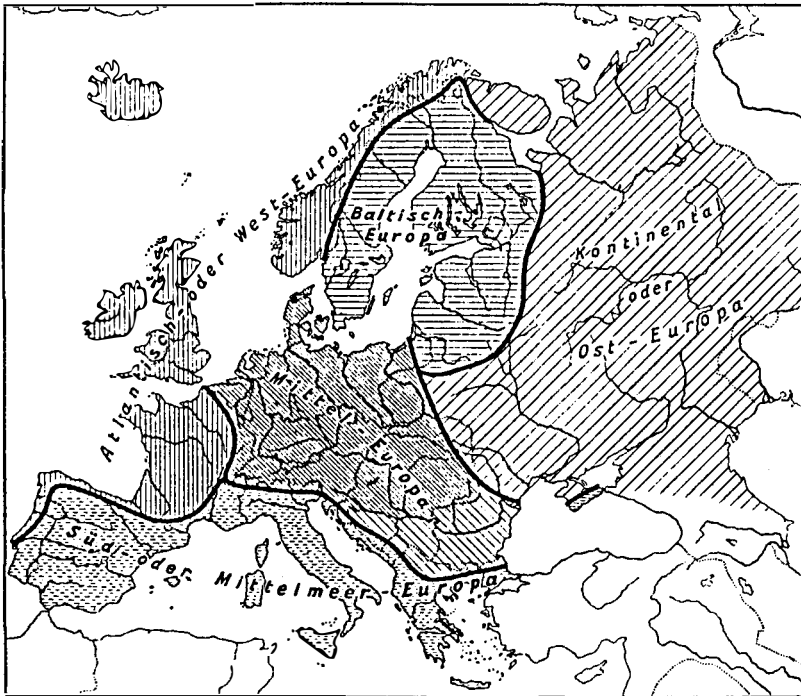 Atlantisch- oder West-Europa
Baltisch
Europa
Kontinental
oder
Ost-Europa
Mittel-
Europa
Süd- oder
Mittelmeer-Europa